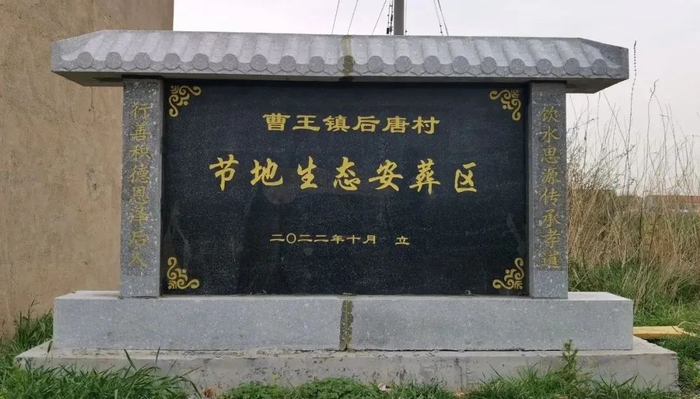 曹王镇后唐村
节地生态安葬区
二〇二二年十月 立
饮水思源传承孝道
行善积德恩泽后人